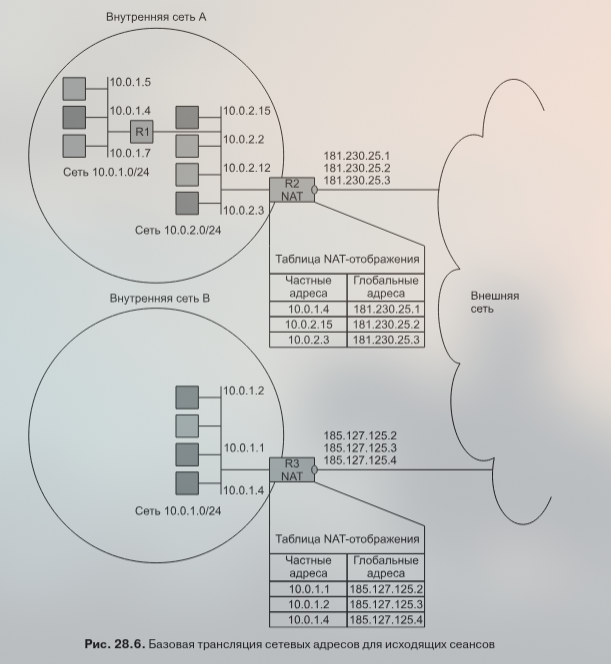 Внутренняя сеть А
10.0.1.5
10.0.1.4
R1
10.0.1.7
Сеть 10.0.1.0/24
10.0.2.15
10.0.2.2
10.0.2.12
10.0.2.3
Сеть 10.0.2.0/24
R2
NAT
181.230.25.1
181.230.25.2
181.230.25.3
Таблица NAT-отображения
Частные адреса
Глобальные адреса
10.0.1.4 181.230.25.1
10.0.2.15 181.230.25.2
10.0.2.3 181.230.25.3
Внешняя
сеть
Внутренняя сеть В
10.0.1.2
10.0.1.1
10.0.1.4
Сеть 10.0.1.0/24
R3
NAT
185.127.125.2
185.127.125.3
185.127.125.4
Таблица NAT-отображения
Частные адреса
Глобальные адреса
10.0.1.1 185.127.125.2
10.0.1.2 185.127.125.3
10.0.1.4 185.127.125.4
Рис. 28.6. Базовая трансляция сетевых адресов для исходящих сеансов